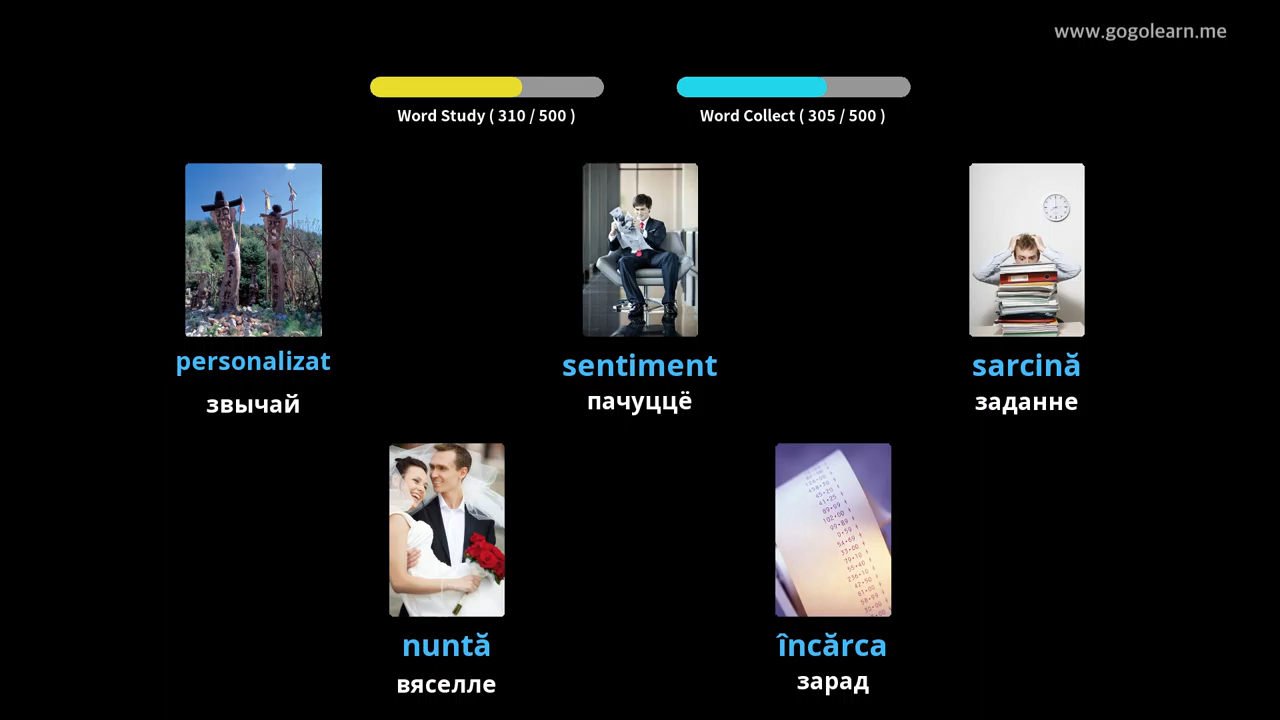 www.gogolearn.me
Word Study ( 310 / 500 )
Word Collect ( 305 / 500 )
personalizat
звычай
sentiment
пачуццё
sarcină
заданне
nuntă
вяселле
încărca
зарад